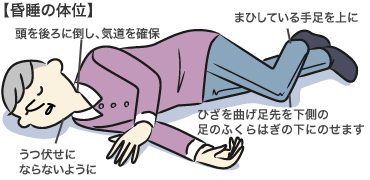 【昏睡の体位】
頭を後ろに倒し、気道を確保
まひしている手足を上に
ひざを曲げ足先を下側の
足のふくらはぎの下にのせます
うつ伏せに
ならないように